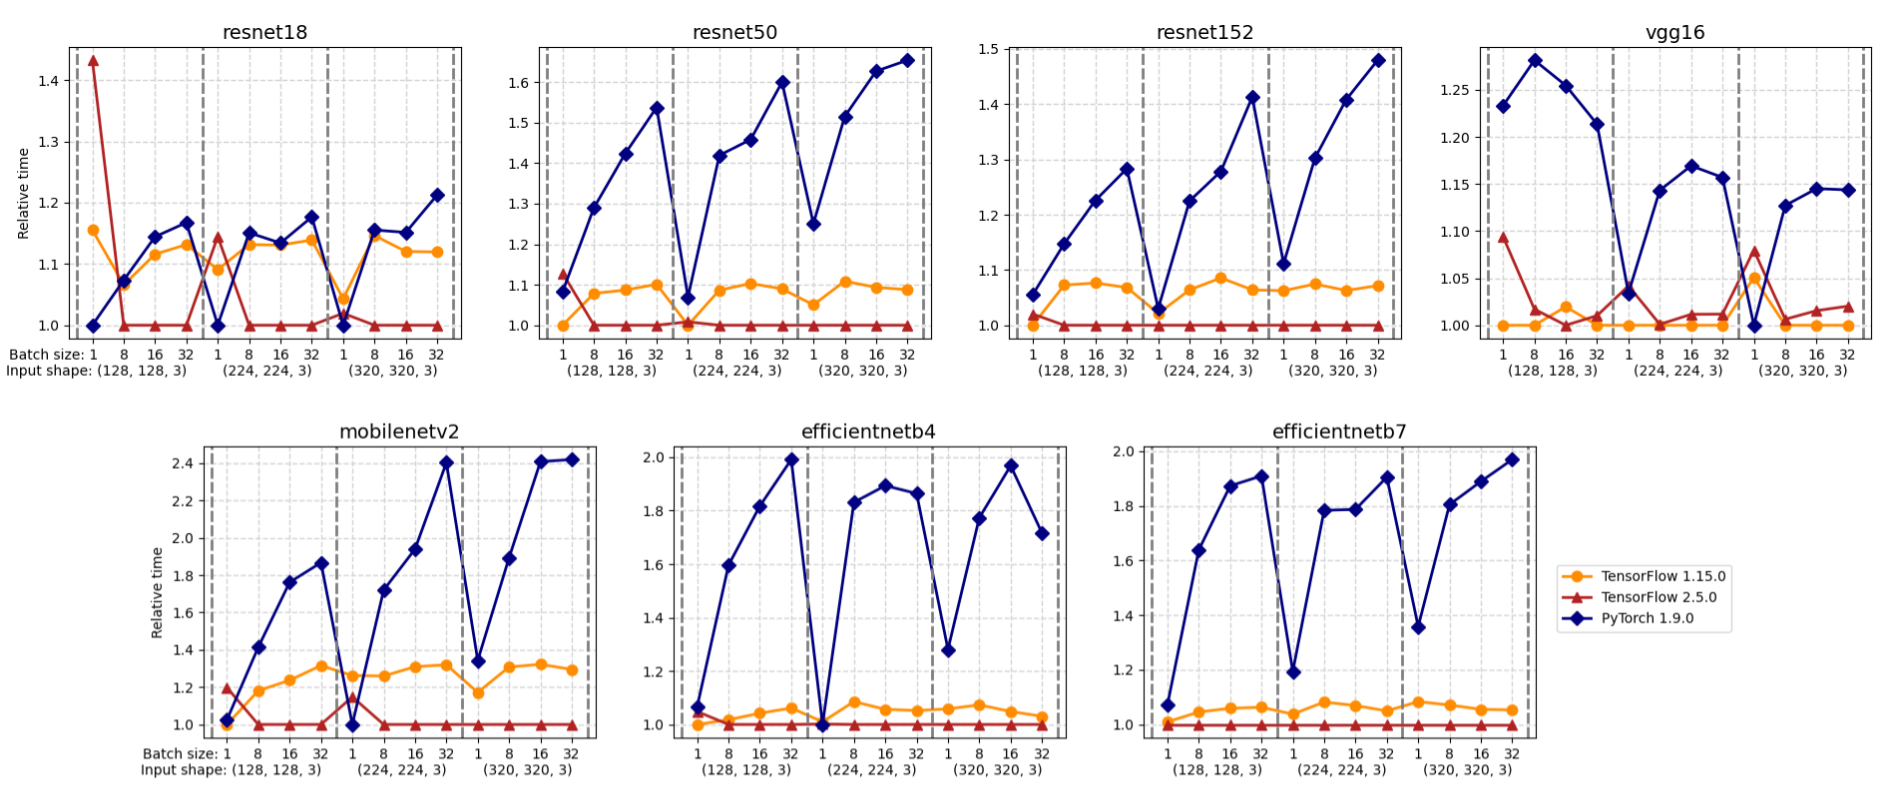 resnet18
resnet50
resnet152
vgg16
Relative time
1.4
1.3
1.2
1.1
1.0
Batch size: 1 8 16 32 1 8 16 32 1 8 16 32
Input shape: (128, 128, 3) (224, 224, 3) (320, 320, 3)
1.6
1.5
1.4
1.3
1.2
1.1
1.0
1 8 16 32 1 8 16 32 1 8 16 32
(128, 128, 3) (224, 224, 3) (320, 320, 3)
1.5
1.4
1.3
1.2
1.1
1.0
1 8 16 32 1 8 16 32 1 8 16 32
(128, 128, 3) (224, 224, 3) (320, 320, 3)
1.25
1.20
1.15
1.10
1.05
1.00
1 8 16 32 1 8 16 32 1 8 16 32
(128, 128, 3) (224, 224, 3) (320, 320, 3)
mobilenetv2
efficientnetb4
efficientnetb7
Relative time
2.4
2.2
2.0
1.8
1.6
1.4
1.2
1.0
Batch size: 1 8 16 32 1 8 16 32 1 8 16 32
Input shape: (128, 128, 3) (224, 224, 3) (320, 320, 3)
2.0
1.8
1.6
1.4
1.2
1.0
1 8 16 32 1 8 16 32 1 8 16 32
(128, 128, 3) (224, 224, 3) (320, 320, 3)
2.0
1.8
1.6
1.4
1.2
1.0
1 8 16 32 1 8 16 32 1 8 16 32
(128, 128, 3) (224, 224, 3) (320, 320, 3)
TensorFlow 1.15.0
TensorFlow 2.5.0
PyTorch 1.9.0